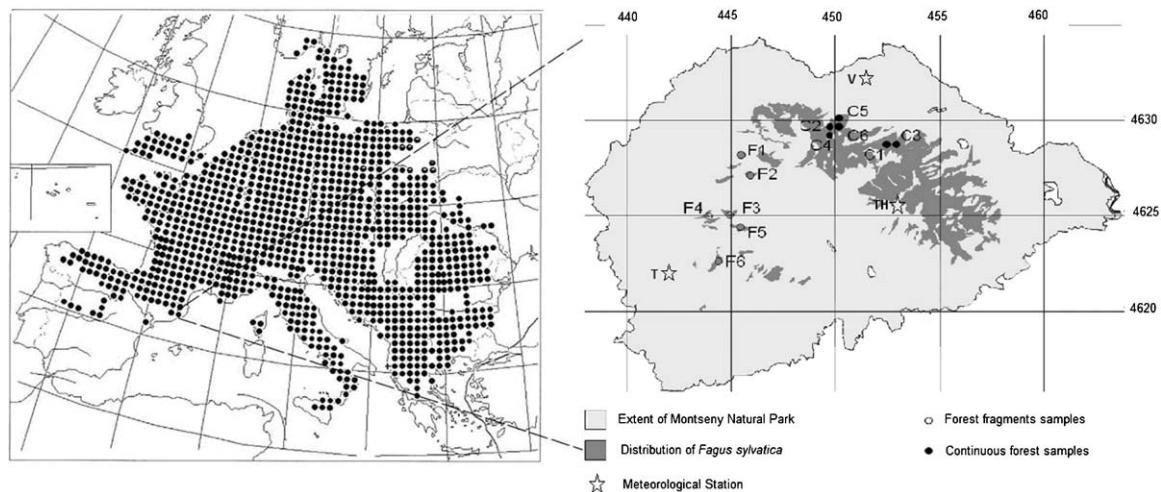 440 445 450 455 460
V
C5
4630
C2 C6 C3
C4 C1
F1
F2
TH
F4 F3
4625
F5
F6
T
4620
Extent of Montseny Natural Park
Forest fragments samples
Distribution of Fagus sylvatica
Continuous forest samples
Meteorological Station